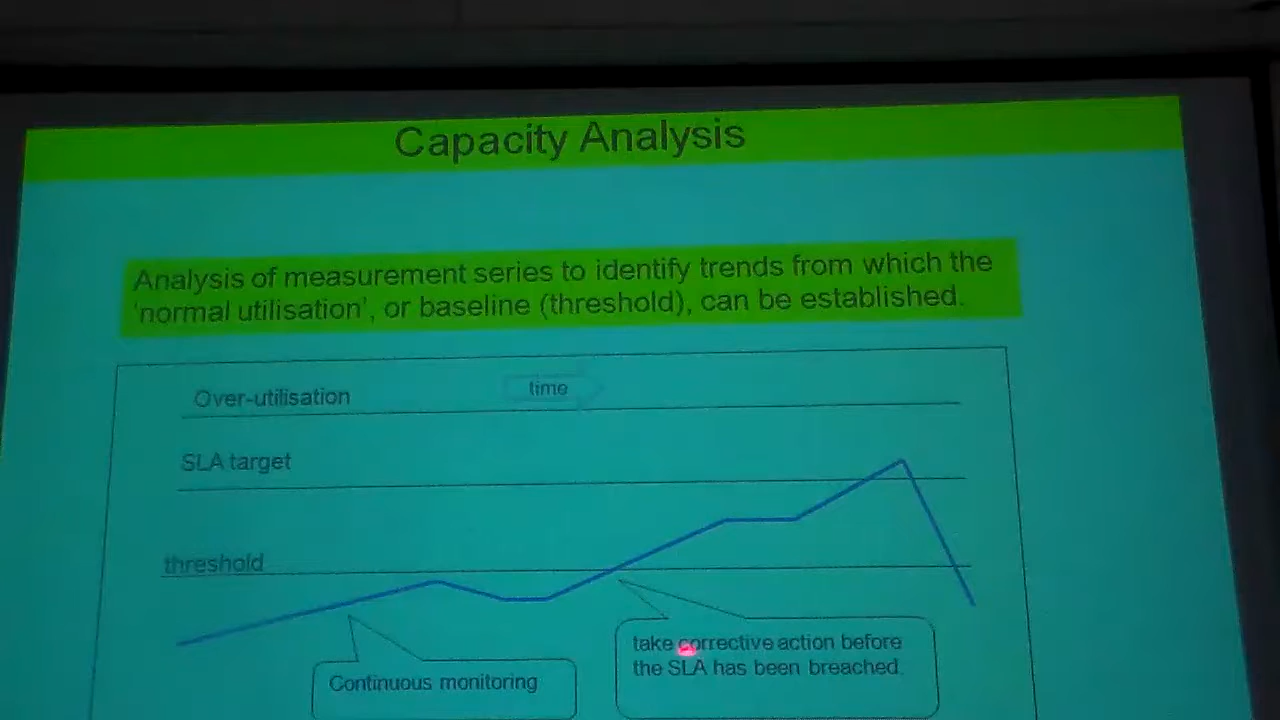 Capacity Analysis
Analysis of measurement series to identify trends from which the
'normal utilisation', or baseline (threshold), can be established.
Over-utilisation
time
SLA target
threshold
take corrective action before
the SLA has been breached.
Continuous monitoring